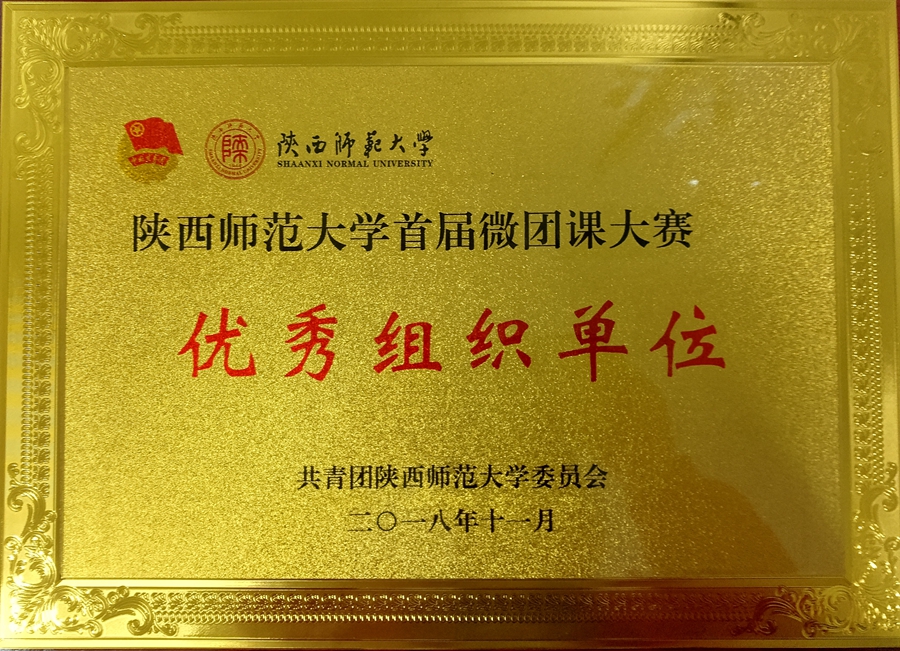 陕西师范大学
SHAANXI NORMAL UNIVERSITY
陕西师范大学首届微团课大赛
优秀组织单位
共青团陕西师范大学委员会
二〇一八年十一月